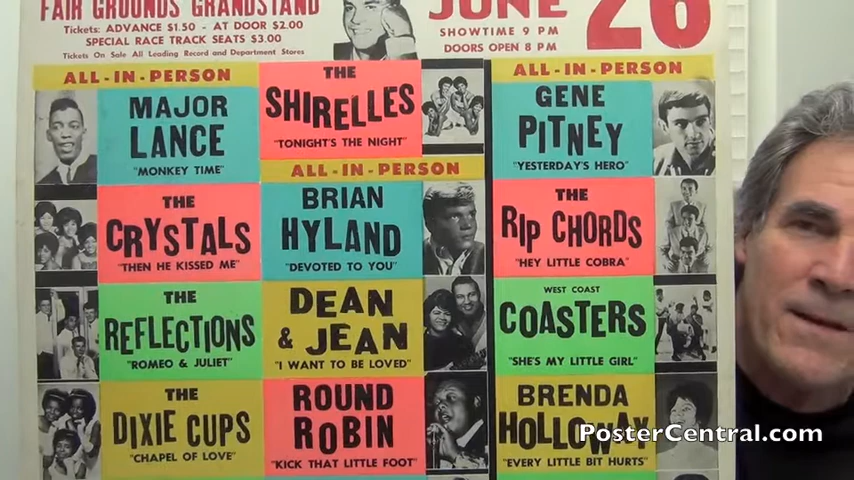 FAIR GROUNDS GRANDSTAND
Tickets: ADVANCE $1.50 - AT DOOR $2.00
SPECIAL RACE TRACK SEATS $3.00
Tickets On Sale All Leading Record and Department Stores
JUNE 26
SHOWTIME 9 PM
DOORS OPEN 8 PM
ALL-IN-PERSON
MAJOR
LANCE
"MONKEY TIME"
THE
CRYSTALS
"THEN HE KISSED ME"
THE
REFLECTIONS
"ROMEO & JULIET"
THE
DIXIE CUPS
"CHAPEL OF LOVE"
THE
SHIRELLES
"TONIGHT'S THE NIGHT"
ALL-IN-PERSON
BRIAN
HYLAND
"DEVOTED TO YOU"
DEAN
& JEAN
"I WANT TO BE LOVED"
ROUND
ROBIN
"KICK THAT LITTLE FOOT"
ALL-IN-PERSON
GENE
PITNEY
"YESTERDAY'S HERO"
THE
RIP CHORDS
"HEY LITTLE COBRA"
WEST COAST
COASTERS
"SHE'S MY LITTLE GIRL"
BRENDA
HOLLOWAY
"EVERY LITTLE BIT HURTS"
PosterCentral.com